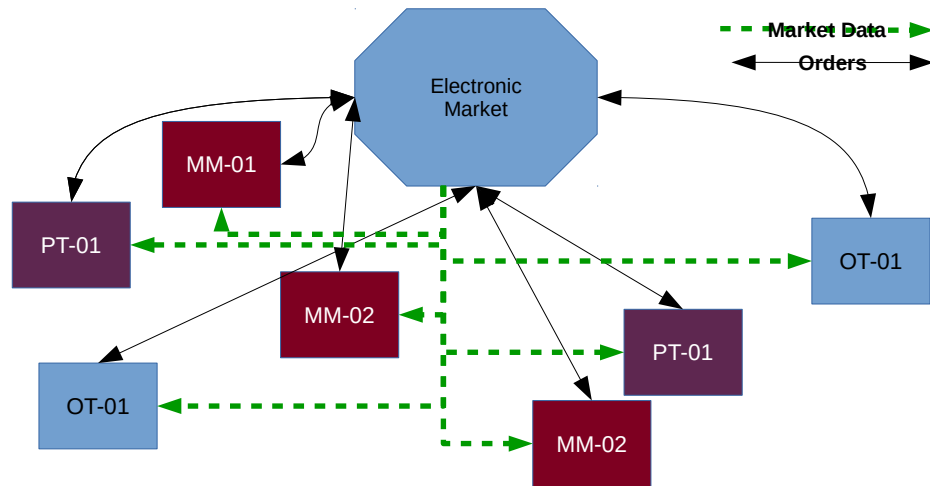 Market Data
Orders
Electronic
Market
MM-01
PT-01
OT-01
MM-02
PT-01
OT-01
MM-02